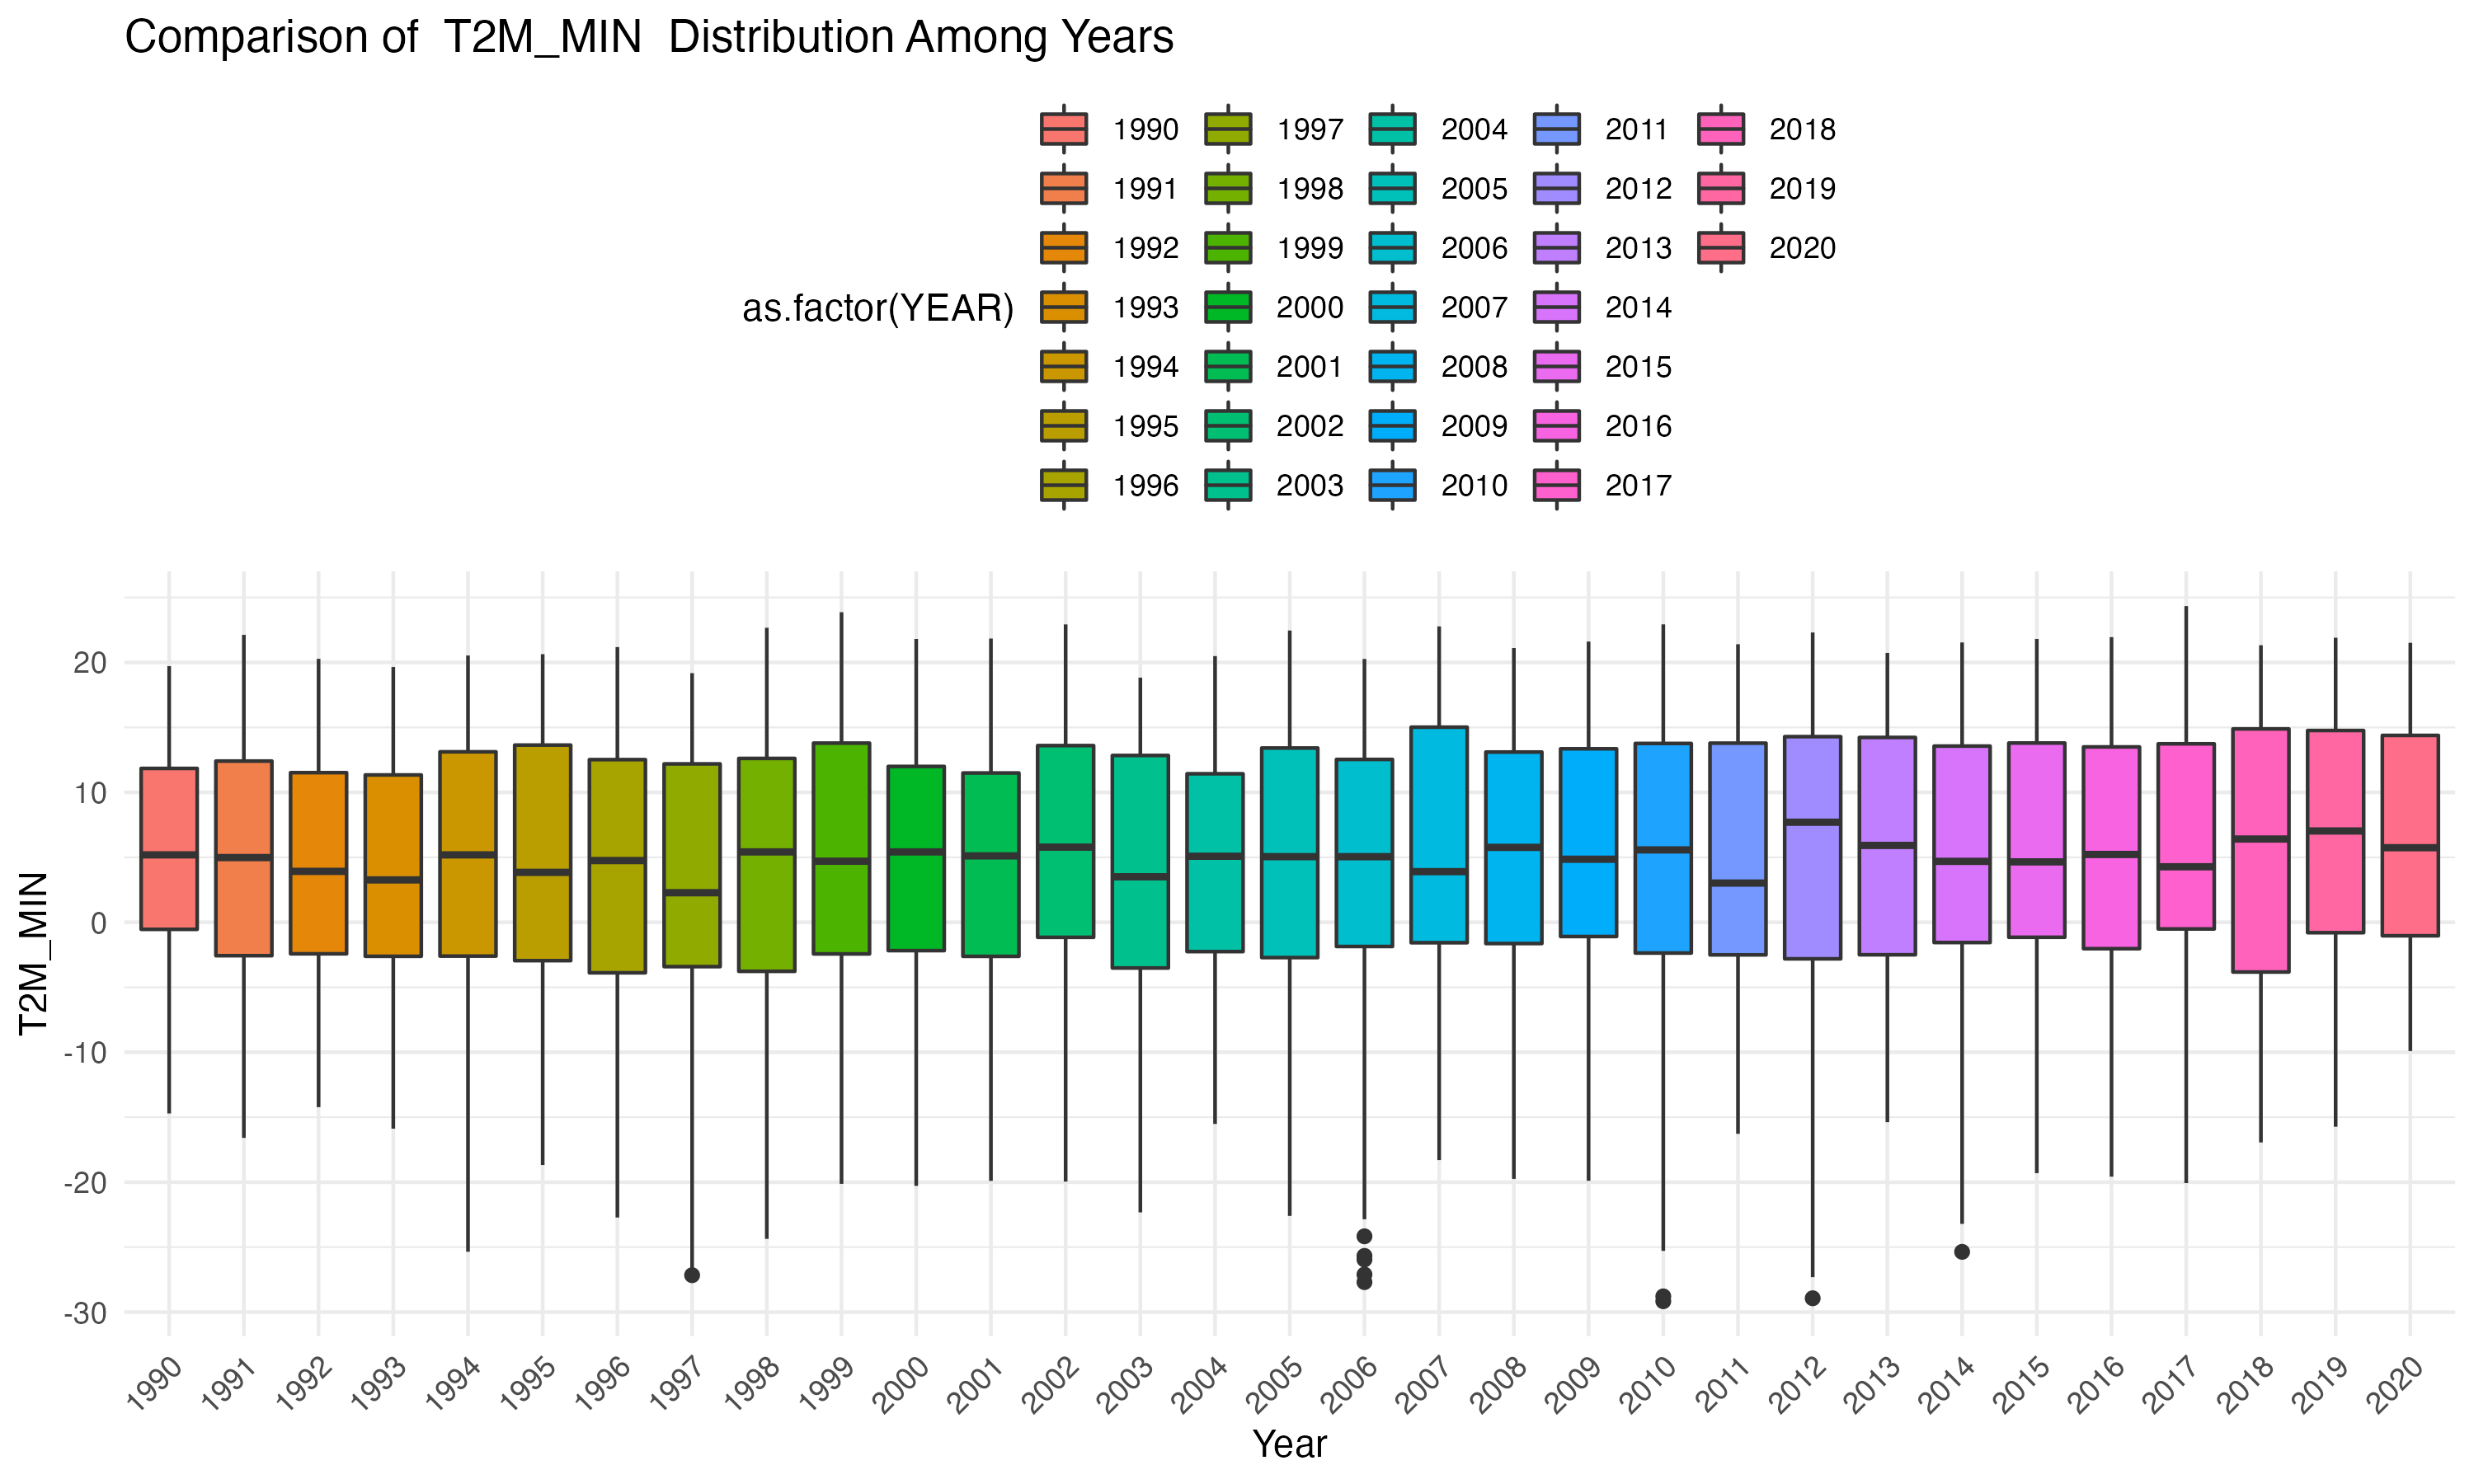 Comparison of  T2M_MIN  Distribution Among Years
as.factor(YEAR)
1990 1997 2004 2011 2018
1991 1998 2005 2012 2019
1992 1999 2006 2013 2020
1993 2000 2007 2014
1994 2001 2008 2015
1995 2002 2009 2016
1996 2003 2010 2017
T2M_MIN
20
10
0
-10
-20
-30
1990 1991 1992 1993 1994 1995 1996 1997 1998 1999 2000 2001 2002 2003 2004 2005 2006 2007 2008 2009 2010 2011 2012 2013 2014 2015 2016 2017 2018 2019 2020
Year